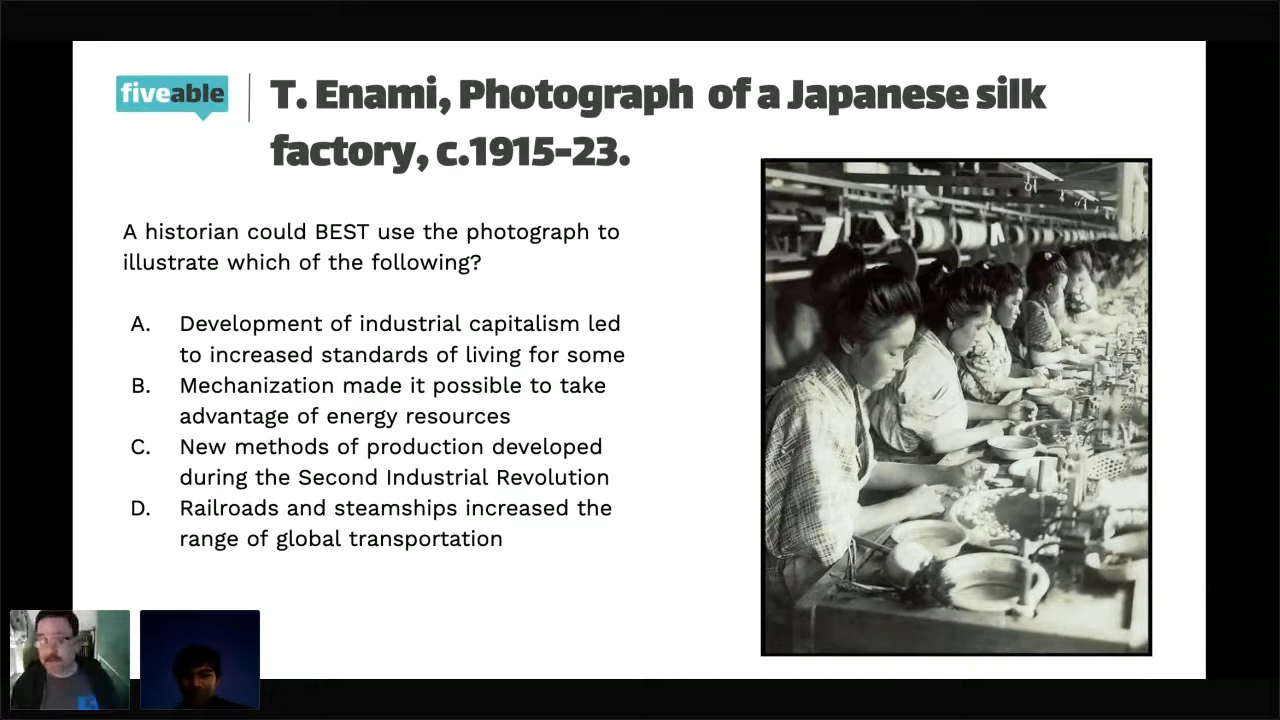 fiveable
T. Enami, Photograph of a Japanese silk
factory, c.1915-23.
A historian could BEST use the photograph to
illustrate which of the following?
A. Development of industrial capitalism led
to increased standards of living for some
B. Mechanization made it possible to take
advantage of energy resources
C. New methods of production developed
during the Second Industrial Revolution
D. Railroads and steamships increased the
range of global transportation